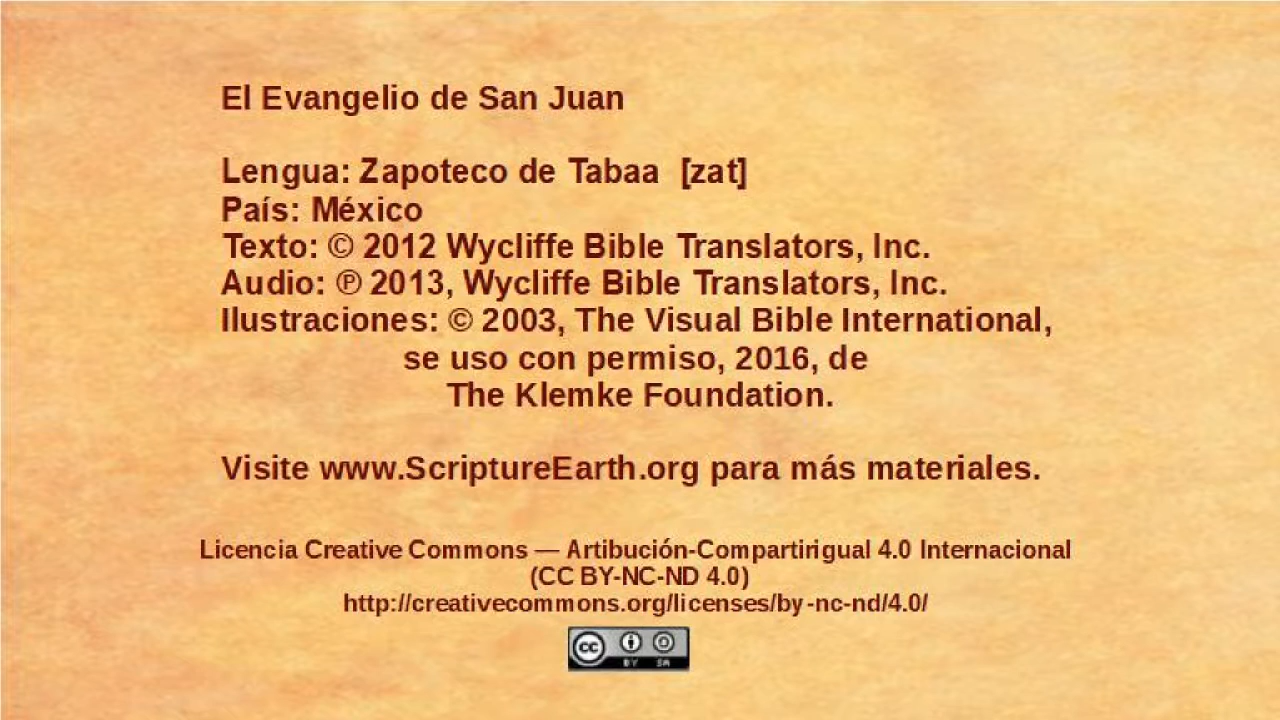 El Evangelio de San Juan
Lengua: Zapoteco de Tabaa [zat]
País: México
Texto: © 2012 Wycliffe Bible Translators, Inc.
Audio: ℗ 2013, Wycliffe Bible Translators, Inc.
Ilustraciones: © 2003, The Visual Bible International,
se uso con permiso, 2016, de
The Klemke Foundation.
Visite www.ScriptureEarth.org para más materiales.
Licencia Creative Commons — Artibución-Compartirigual 4.0 Internacional
(CC BY-NC-ND 4.0)
http://creativecommons.org/licenses/by-nc-nd/4.0/
cc
BY SA